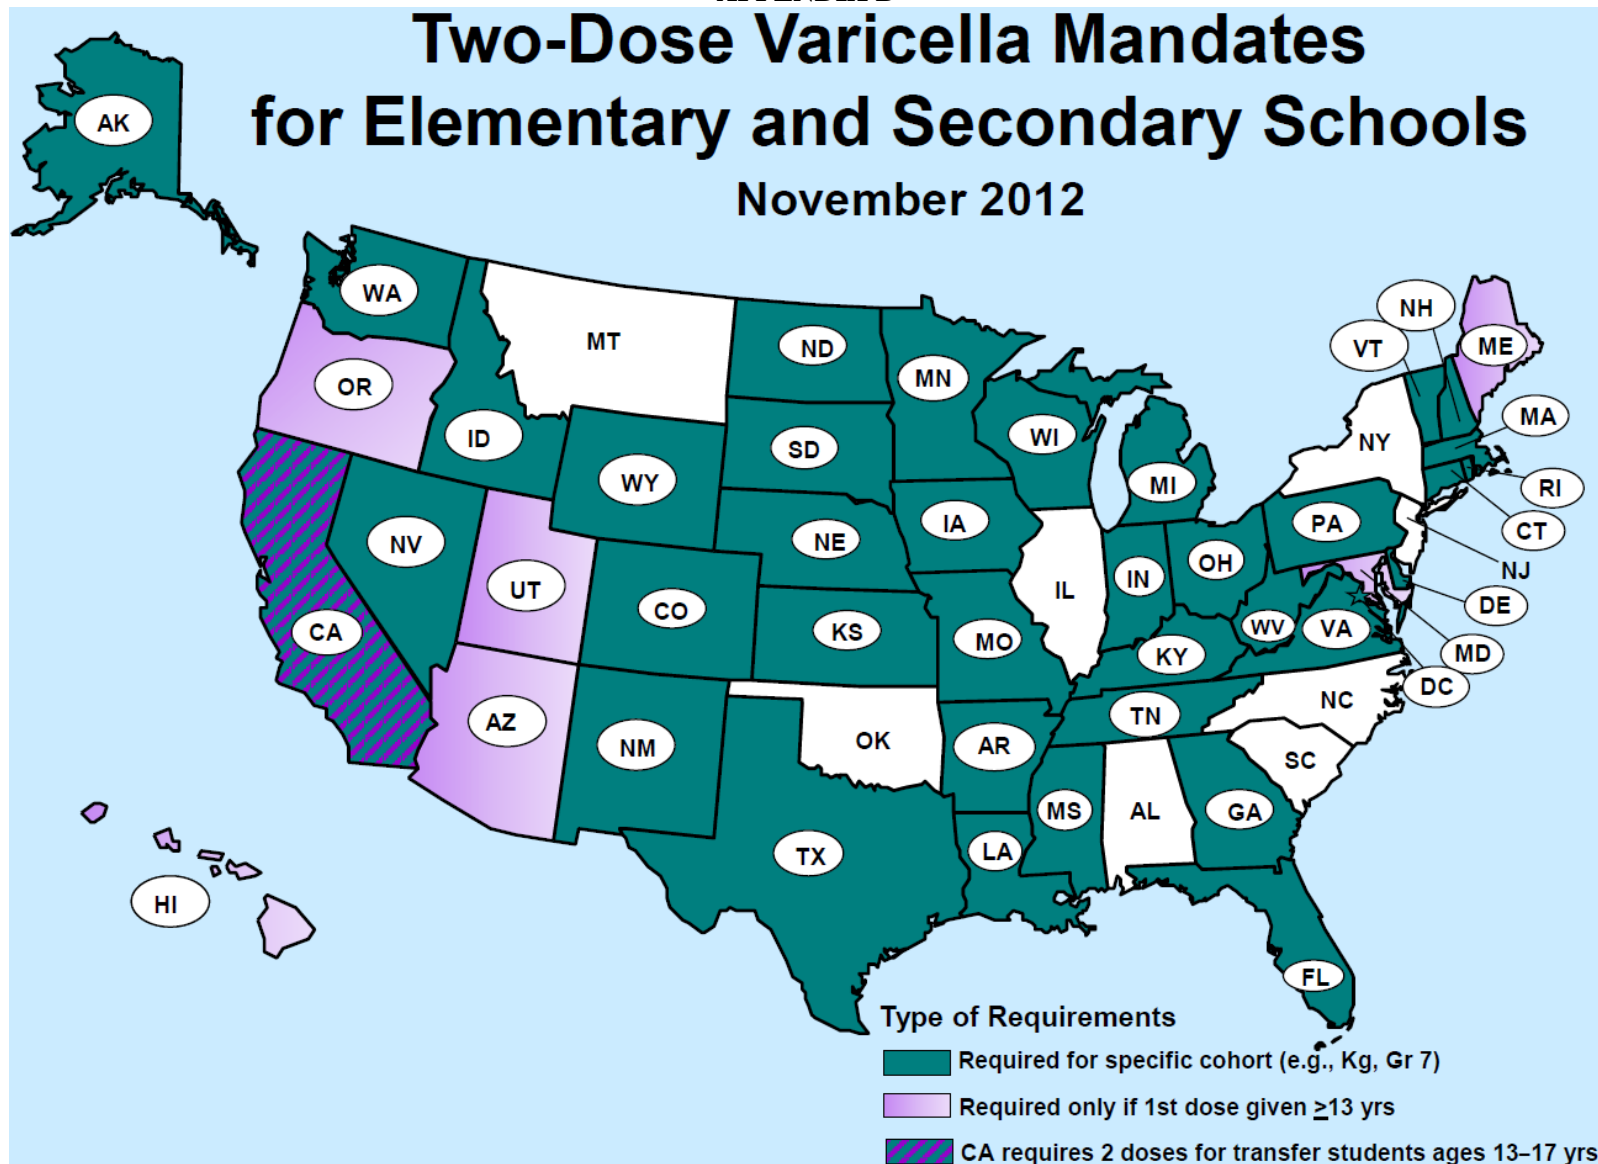 Two-Dose Varicella Mandates
for Elementary and Secondary Schools
November 2012
AK
WA
MT
ND
MN
OR
ID
SD
WI
MI
WY
NH
VT
ME
MA
NY
RI
CT
NJ
PA
NV
UT
CO
NE
IA
IL
IN
OH
DE
MD
DC
CA
KS
MO
KY
WV
VA
AZ
NM
OK
AR
TN
NC
SC
HI
TX
LA
MS
AL
GA
FL
Type of Requirements
Required for specific cohort (e.g., Kg, Gr 7)
Required only if 1st dose given ≥13 yrs
CA requires 2 doses for transfer students ages 13–17 yrs